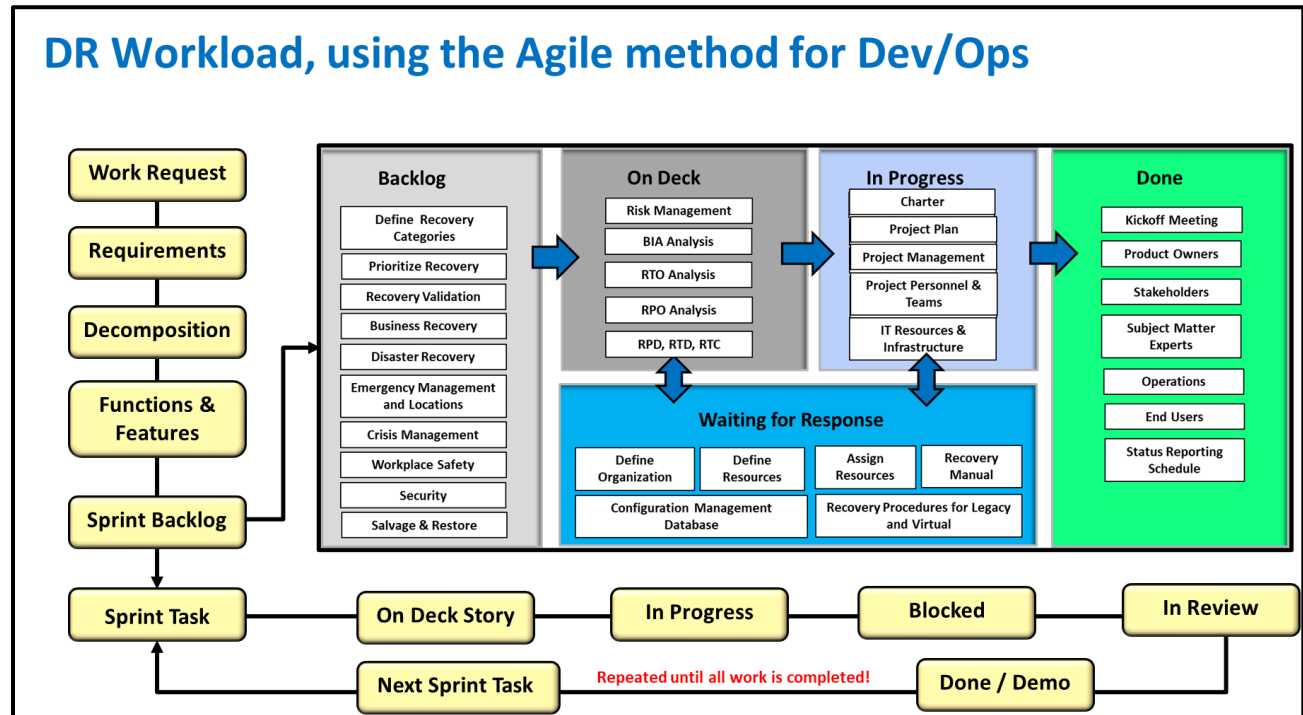 DR Workload, using the Agile method for Dev/Ops
Work Request
Requirements
Decomposition
Functions &
Features
Sprint Backlog
Backlog
Define Recovery
Categories
Prioritize Recovery
Recovery Validation
Business Recovery
Disaster Recovery
Emergency Management
and Locations
Crisis Management
Workplace Safety
Security
Salvage & Restore
On Deck
Risk Management
BIA Analysis
RTO Analysis
RPO Analysis
RPD, RTD, RTC
In Progress
Charter
Project Plan
Project Management
Project Personnel &
Teams
IT Resources &
Infrastructure
Done
Kickoff Meeting
Product Owners
Stakeholders
Subject Matter
Experts
Operations
End Users
Status Reporting
Schedule
Waiting for Response
Define
Organization
Define
Resources
Assign
Resources
Recovery
Manual
Configuration Management
Database
Recovery Procedures for Legacy
and Virtual
Sprint Task
On Deck Story
In Progress
Blocked
In Review
Next Sprint Task
Repeated until all work is completed!
Done / Demo